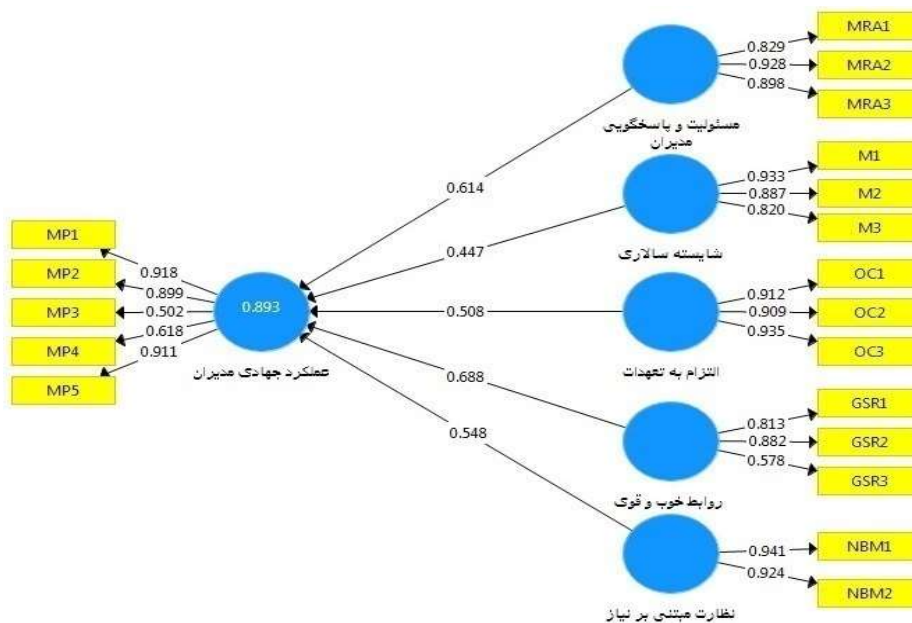 MRA1
0.829
0.928
MRA2
0.898
MRA3
مسئولیت و پاسخگویی
مدیران
M1
0.933
0.887
M2
0.820
M3
شایسته سالاری
0.614
0.447
MP1
MP2
MP3
MP4
MP5
0.918
0.899
0.502
0.618
0.911
0.893
عملکرد جهادی مدیران
0.508
OC1
0.912
0.909
OC2
0.935
OC3
التزام به تعهدات
0.688
0.548
GSR1
0.813
0.882
GSR2
0.578
GSR3
روابط خوب و قوی
NBM1
0.941
0.924
NBM2
نظارت مبتنی بر نیاز